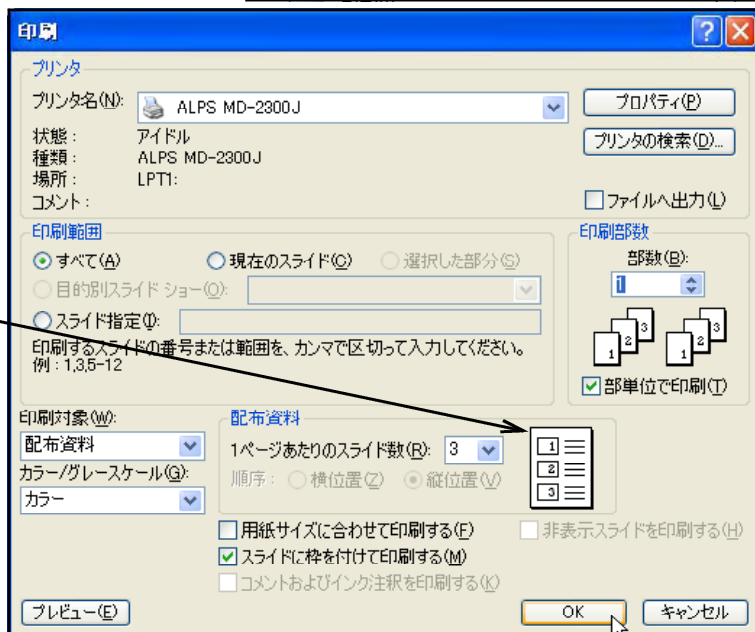 印刷
プリンタ
プリンタ名(N): ALPS MD-2300J プロパティ(P)
状態： アイドル プリンタの検索(D)...
種類： ALPS MD-2300J
場所： LPT1:
コメント： ファイルへ出力(L)
印刷範囲 印刷部数
すべて(A) 現在のスライド(C) 選択した部分(S) 部数(B):
目的別スライド ショー(O): 1
スライド指定(I):
印刷するスライドの番号または範囲を、カンマで区切って入力してください。
例：1,3,5-12
1 2 3 1 2 3
部単位で印刷(T)
印刷対象(W): 配布資料
配布資料 1ページあたりのスライド数(R): 3
カラー/グレースケール(G): 順序： 横位置(Z) 縦位置(V)
カラー
1
2
3
用紙サイズに合わせて印刷する(F) 非表示スライドを印刷する(H)
スライドに枠を付けて印刷する(M)
コメントおよびインク注釈を印刷する(K)
プレビュー(E) OK キャンセル